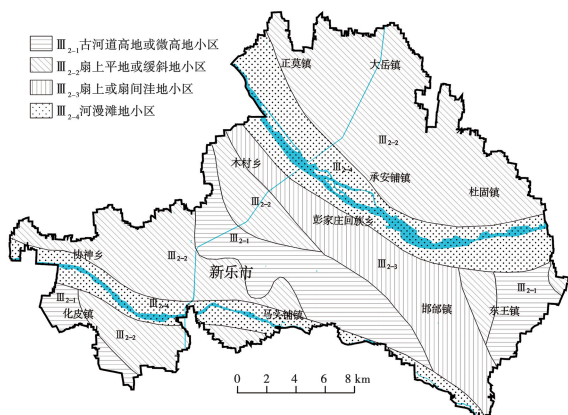 III₂₋₁古河道高地或微高地小区
III₂₋₂扇上平地或缓斜地小区
III₂₋₃扇上或扇间洼地小区
III₂₋₄河漫滩地小区
正莫镇
大岳镇
III₂₋₂
木村乡
III₂₋₄
承安铺镇
杜固镇
III₂₋₂
彭家庄回族乡
III₂₋₁
协神乡
III₂₋₂
III₂₋₃
新乐市
III₂₋₁
III₂₋₁
III₂₋₄
化皮镇
马头铺镇
邯邰镇
东王镇
III₂₋₂
0 2 4 8 km